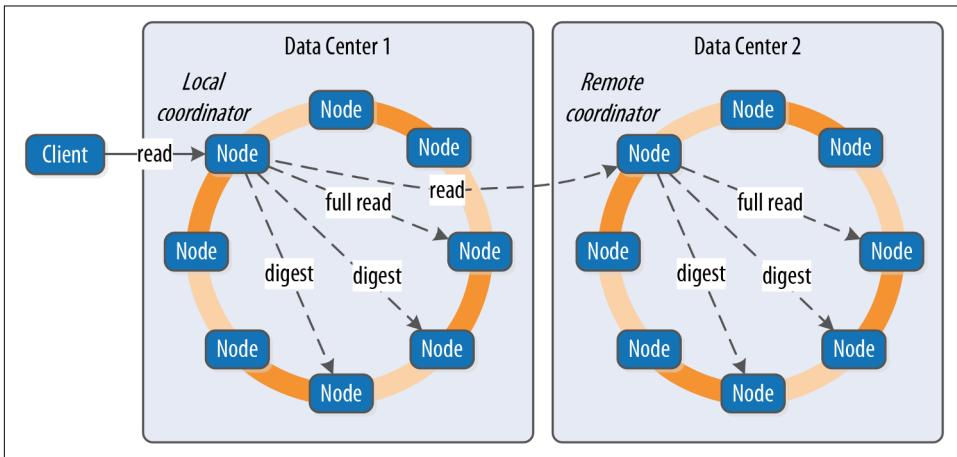 Data Center 1
Local
coordinator
Node
Node
Node
Client
read
Node
read
full read
Node
Node
digest
digest
Node
Node
Node
Data Center 2
Remote
coordinator
Node
Node
Node
full read
Node
Node
digest
digest
Node
Node
Node